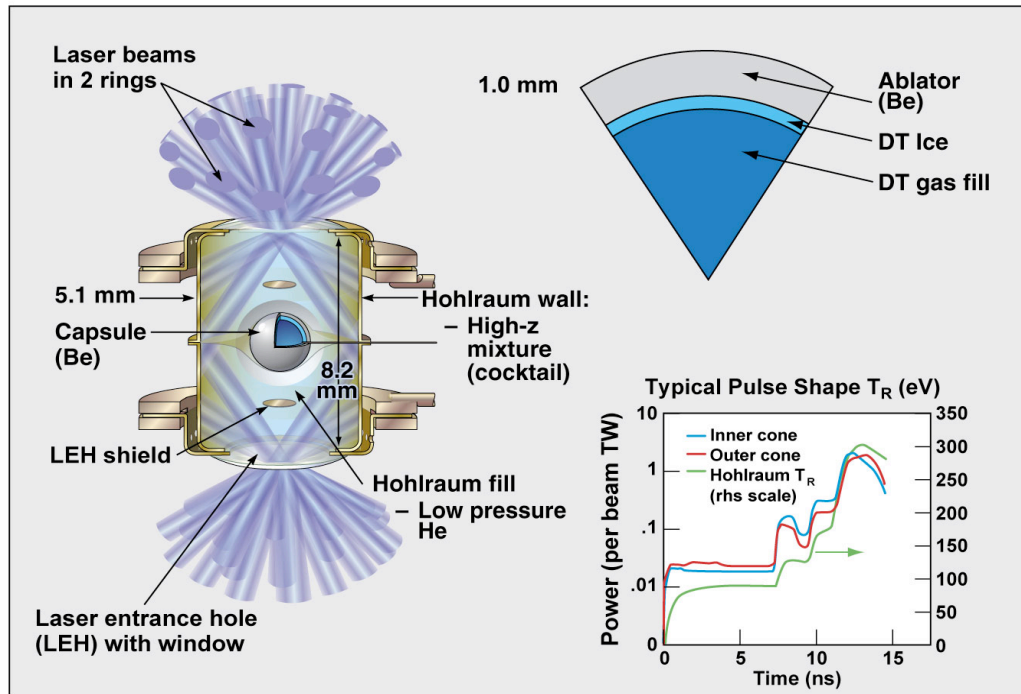 Laser beams
in 2 rings
5.1 mm
Capsule
(Be)
LEH shield
Laser entrance hole
(LEH) with window
8.2
mm
Hohlraum wall:
– High-z
mixture
(cocktail)
Hohlraum fill
– Low pressure
He
1.0 mm
Ablator
(Be)
DT Ice
DT gas fill
Typical Pulse Shape TR (eV)
Inner cone
Outer cone
Hohlraum TR
(rhs scale)
Power (per beam TW)
10
1
.1
.01
0
350
300
250
200
150
100
50
0
0 5 10 15
Time (ns)